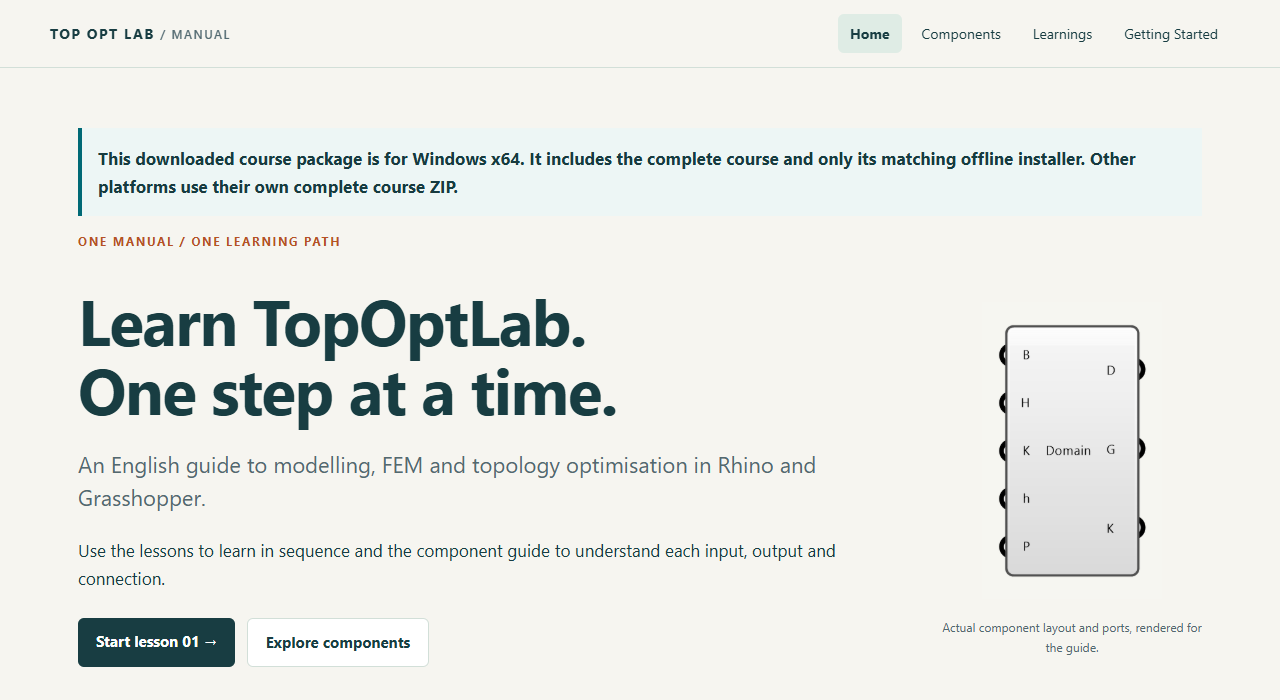 TOP OPT LAB / MANUAL
Home
Components
Learnings
Getting Started
This downloaded course package is for Windows x64. It includes the complete course and only its matching offline installer. Other
platforms use their own complete course ZIP.
ONE MANUAL / ONE LEARNING PATH
Learn TopOptLab.
One step at a time.
An English guide to modelling, FEM and topology optimisation in Rhino and
Grasshopper.
Use the lessons to learn in sequence and the component guide to understand each input, output and
connection.
Start lesson 01 →
Explore components
B
H
K
h
P
Domain
D
G
K
Actual component layout and ports, rendered for
the guide.